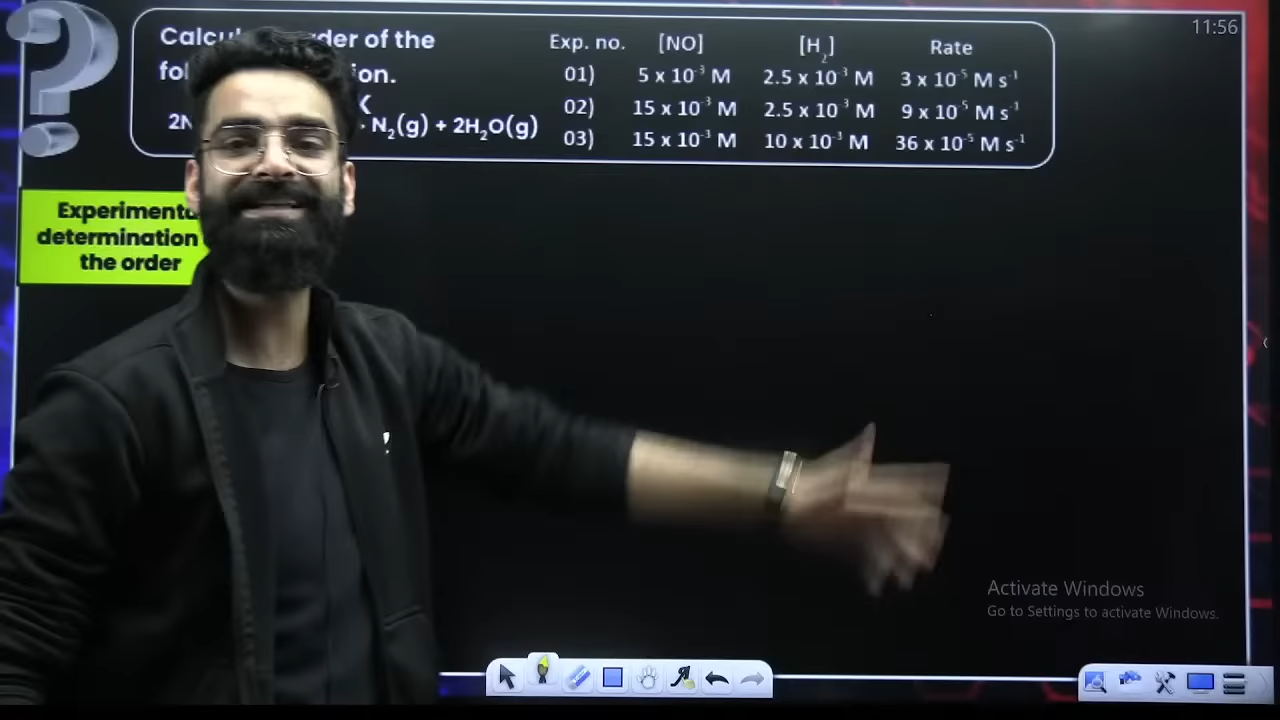 11:56
Calcu der of the
fol ion.
K
2N N₂(g) + 2H₂O(g)
Exp. no. [NO] [H₂] Rate
01) 5 x 10⁻³ M 2.5 x 10⁻³ M 3 x 10⁻⁵ M s⁻¹
02) 15 x 10⁻³ M 2.5 x 10⁻³ M 9 x 10⁻⁵ M s⁻¹
03) 15 x 10⁻³ M 10 x 10⁻³ M 36 x 10⁻⁵ M s⁻¹
Experimenta
determination
the order
Activate Windows
Go to Settings to activate Windows.